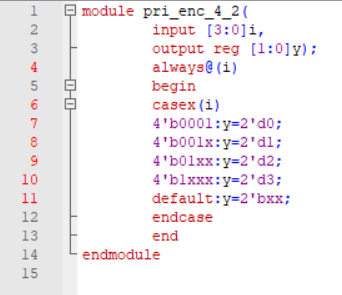 1 module pri_enc_4_2(
2 input [3:0]i,
3 output reg [1:0]y);
4 always@(i)
5 begin
6 casex(i)
7 4'b0001:y=2'd0;
8 4'b001x:y=2'd1;
9 4'b01xx:y=2'd2;
10 4'b1xxx:y=2'd3;
11 default:y=2'bxx;
12 endcase
13 end
14 endmodule
15